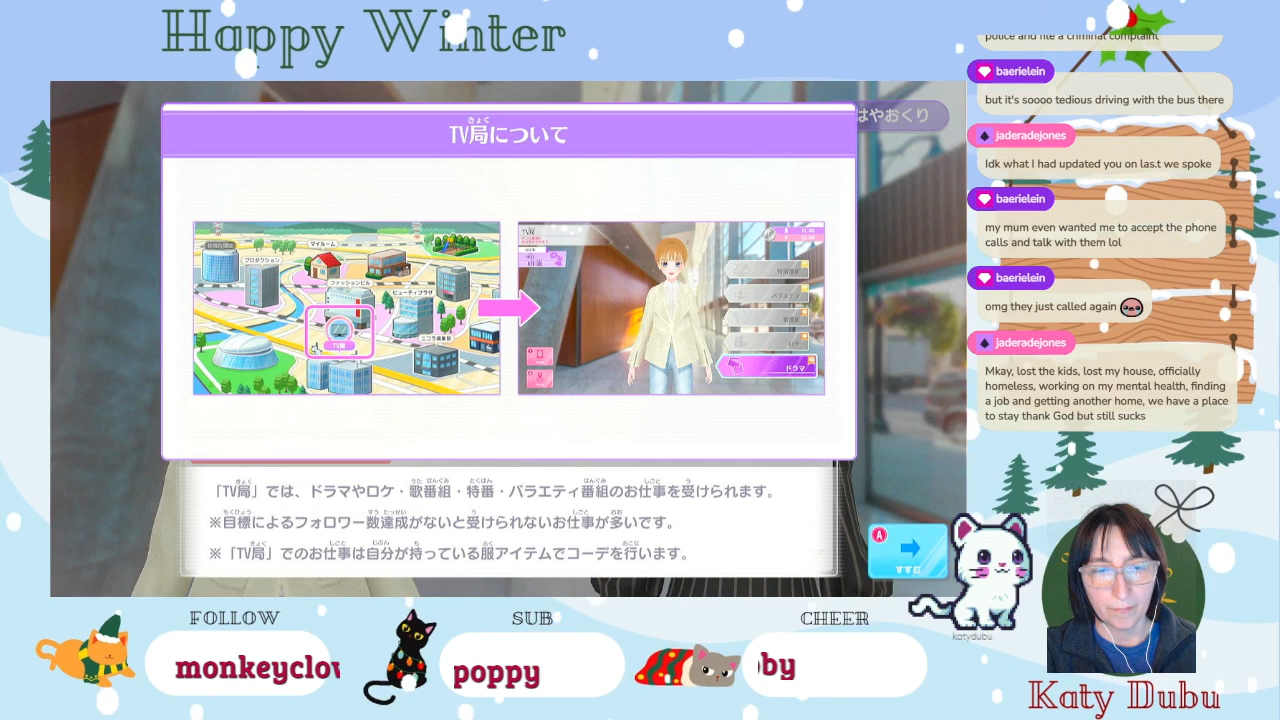 Happy Winter
はやおくり
TV局について
きょく
マイルーム
プロダクション
ファッションビル
ビューティプラザ
ニコラ編集部
TV局
TV局
ドラマ
「TV局」では、ドラマやロケ・歌番組・特番・バラエティ番組のお仕事を受けられます。
※目標によるフォロワー数達成がないと受けられないお仕事が多いです。
※「TV局」でのお仕事は自分が持っている服アイテムでコーデを行います。
A
すすむ
police and file a criminal complaint
baerielein
but it's soooo tedious driving with the bus there
jaderadejones
Idk what I had updated you on las.t we spoke
baerielein
my mum even wanted me to accept the phone
calls and talk with them lol
baerielein
omg they just called again
jaderadejones
Mkay, lost the kids, lost my house, officially
homeless, working on my mental health, finding
a job and getting another home, we have a place
to stay thank God but still sucks
katydubu
FOLLOW
SUB
CHEER
monkeyclov
poppy
by
Katy Dubu